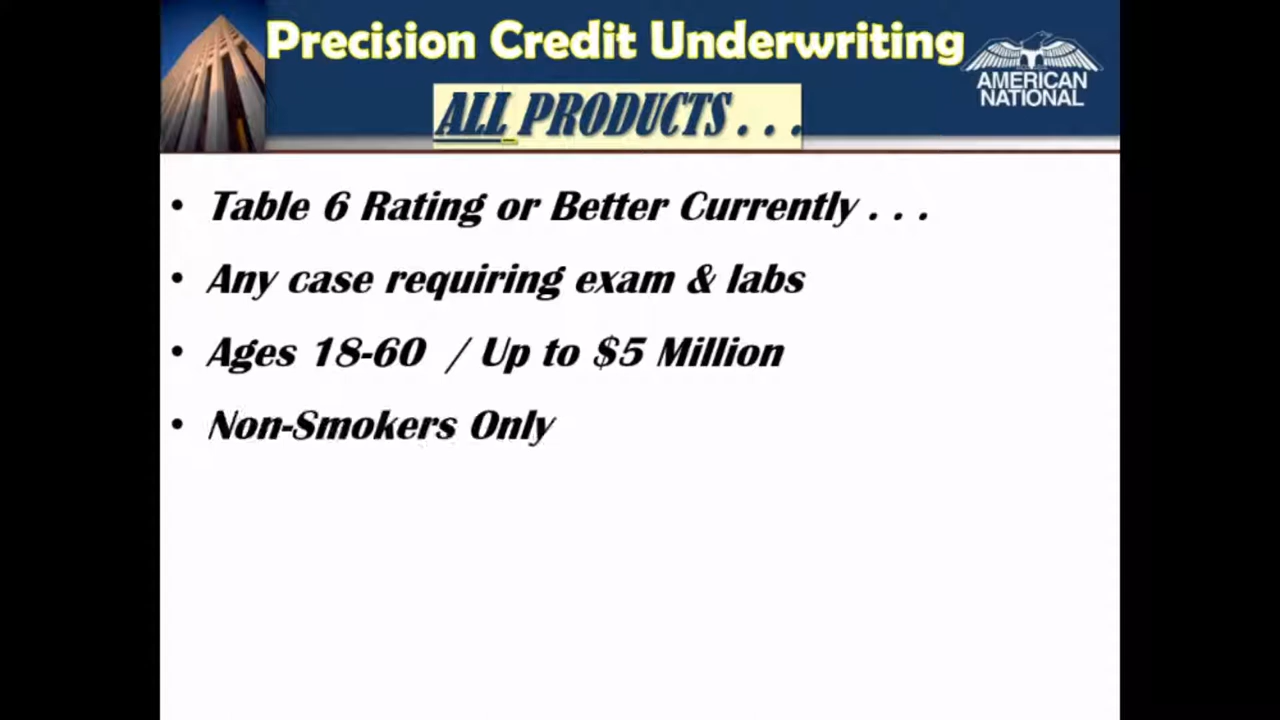 Precision Credit Underwriting
AMERICAN
NATIONAL
ALL PRODUCTS . . .
• Table 6 Rating or Better Currently . . .
• Any case requiring exam & labs
• Ages 18-60 / Up to $5 Million
• Non-Smokers Only